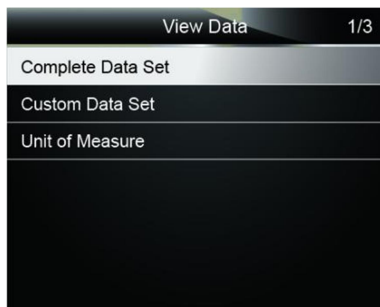 View Data 1/3
Complete Data Set
Custom Data Set
Unit of Measure